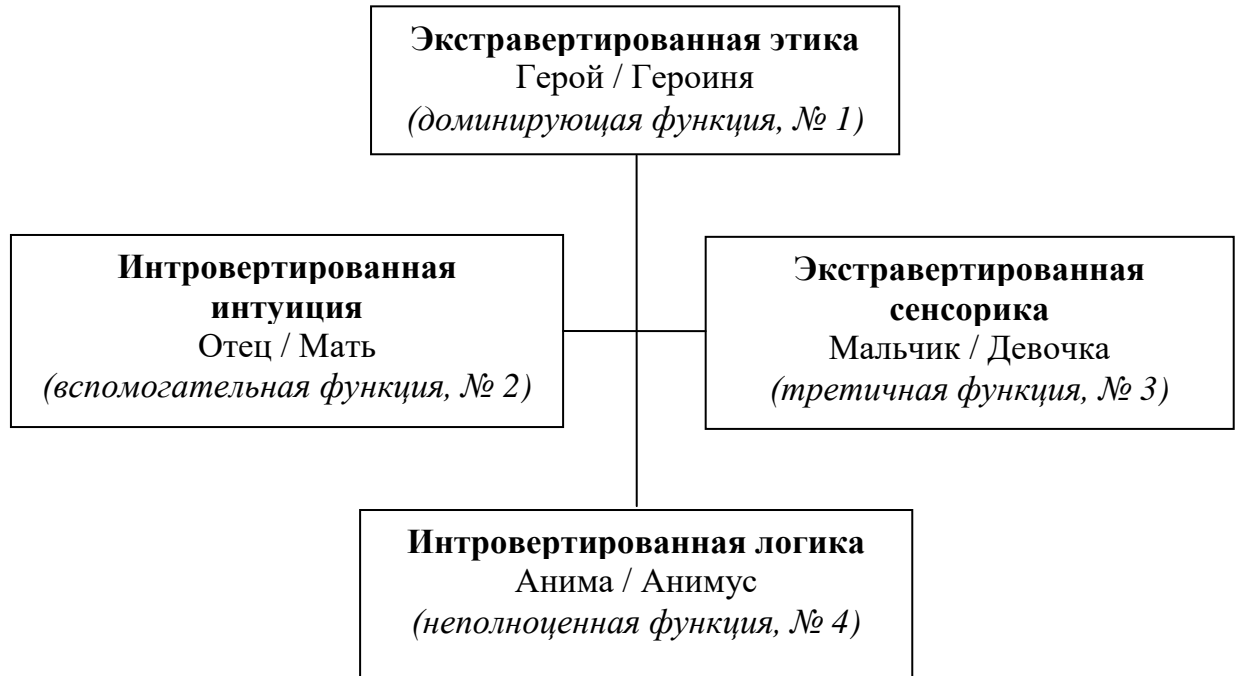 Экстравертированная этика
Герой / Героиня
(доминирующая функция, № 1)
Интровертированная
интуиция
Отец / Мать
(вспомогательная функция, № 2)
Экстравертированная
сенсорика
Мальчик / Девочка
(третичная функция, № 3)
Интровертированная логика
Анима / Анимус
(неполноценная функция, № 4)